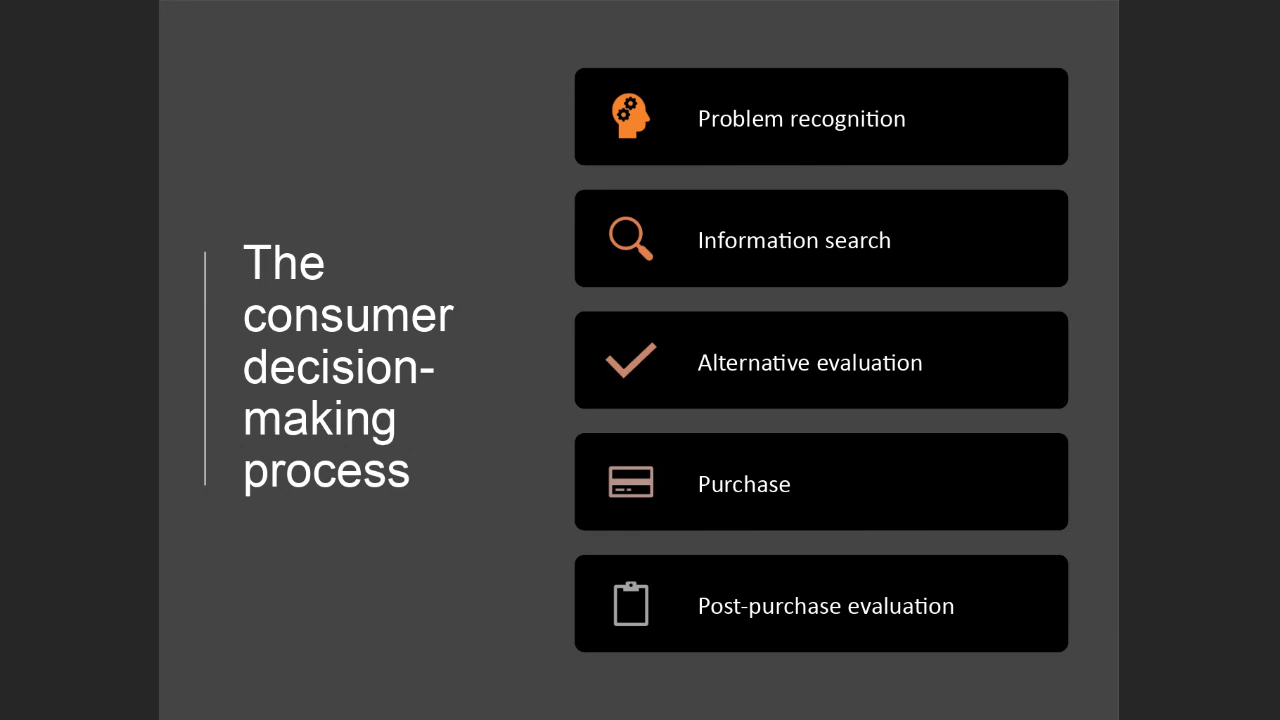 The
consumer
decision-
making
process
Problem recognition
Information search
Alternative evaluation
Purchase
Post-purchase evaluation